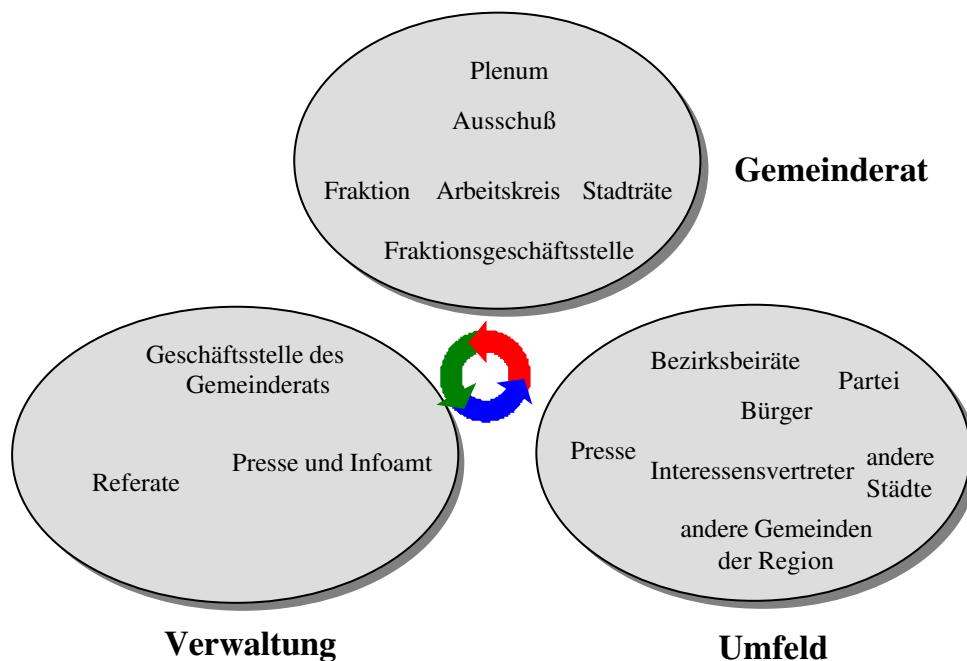 Plenum
Ausschuß
Fraktion Arbeitskreis Stadträte
Fraktionsgeschäftsstelle
Gemeinderat
Geschäftsstelle des
Gemeinderats
Referate
Presse und Infoamt
Verwaltung
Bezirksbeiräte
Partei
Bürger
Presse
Interessensvertreter
andere
Städte
andere Gemeinden
der Region
Umfeld